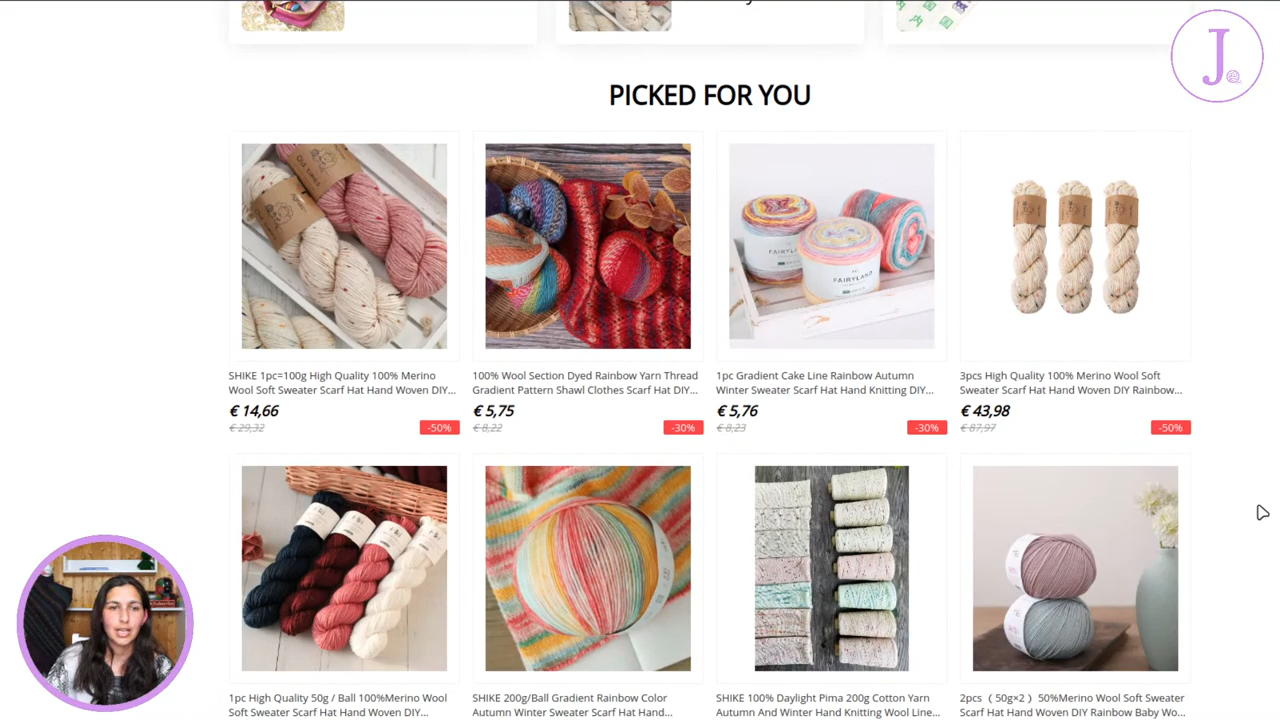 J.
PICKED FOR YOU
FAIRYLAND
SHIKE 1pc=100g High Quality 100% Merino
Wool Soft Sweater Scarf Hat Hand Woven DIY...
€ 14,66
€ 29,32
-50%
100% Wool Section Dyed Rainbow Yarn Thread
Gradient Pattern Shawl Clothes Scarf Hat DIY...
€ 5,75
€ 8,22
-30%
1pc Gradient Cake Line Rainbow Autumn
Winter Sweater Scarf Hat Hand Knitting DIY...
€ 5,76
€ 8,23
-30%
3pcs High Quality 100% Merino Wool Soft
Sweater Scarf Hat Hand Woven DIY Rainbow...
€ 43,98
€ 87,97
-50%
1pc High Quality 50g / Ball 100%Merino Wool
Soft Sweater Scarf Hat Hand Woven DIY...
SHIKE 200g/Ball Gradient Rainbow Color
Autumn Winter Sweater Scarf Hat Hand...
SHIKE 100% Daylight Pima 200g Cotton Yarn
Autumn And Winter Hand Knitting Wool Line...
2pcs（50g×2）50%Merino Wool Soft Sweater
Scarf Hat Hand Woven DIY Rainbow Baby Wo...